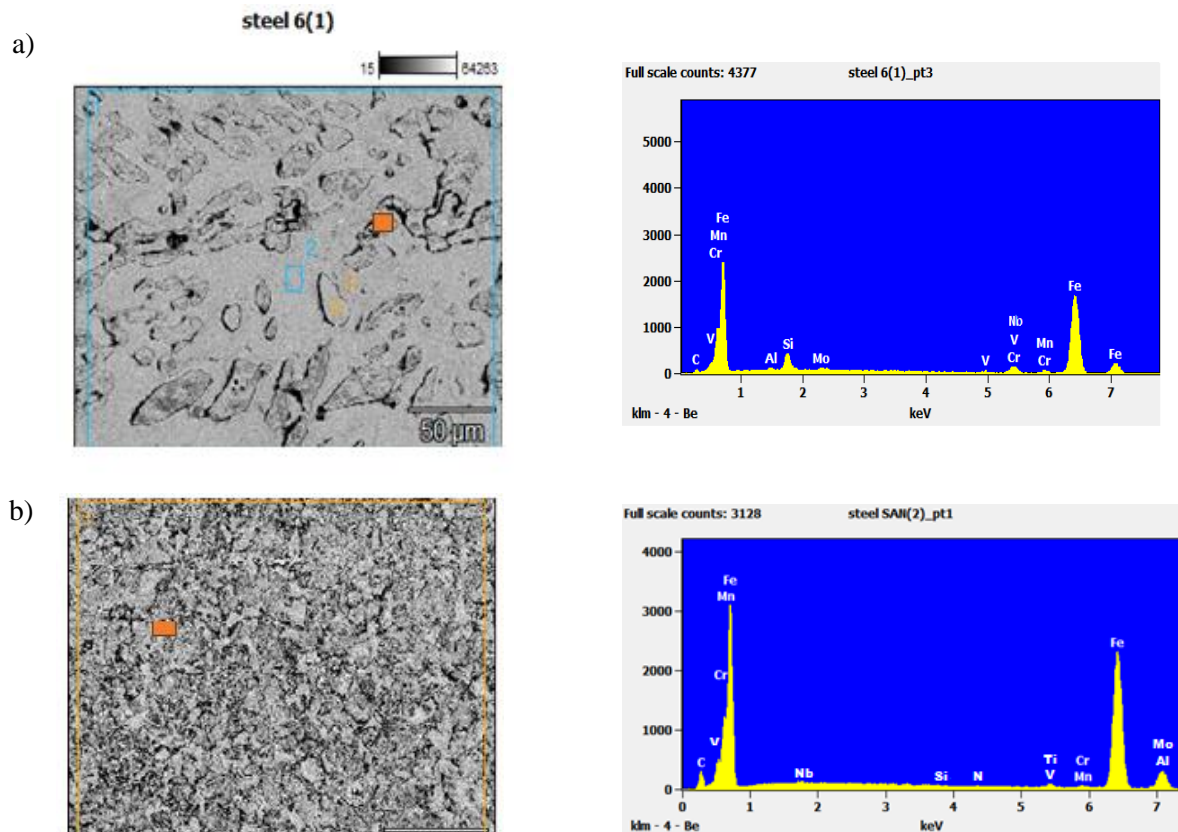 steel 6(1)
a)
15 64263
2
50 µm
Full scale counts: 4377 steel 6(1)_pt3
5000
4000
3000
2000
1000
0
Fe
Mn
Cr
V
C
Al
Si
Mo
V
Nb
V
Cr
Mn
Cr
Fe
Fe
1 2 3 4 5 6 7
klm - 4 - Be keV
b)
Full scale counts: 3128 steel SAN(2)_pt1
4000
3000
2000
1000
0
Fe
Mn
Cr
V
C
Nb
Si
N
Ti
V
Cr
Mn
Fe
Mo
Al
0 1 2 3 4 5 6 7
klm - 4 - Be keV